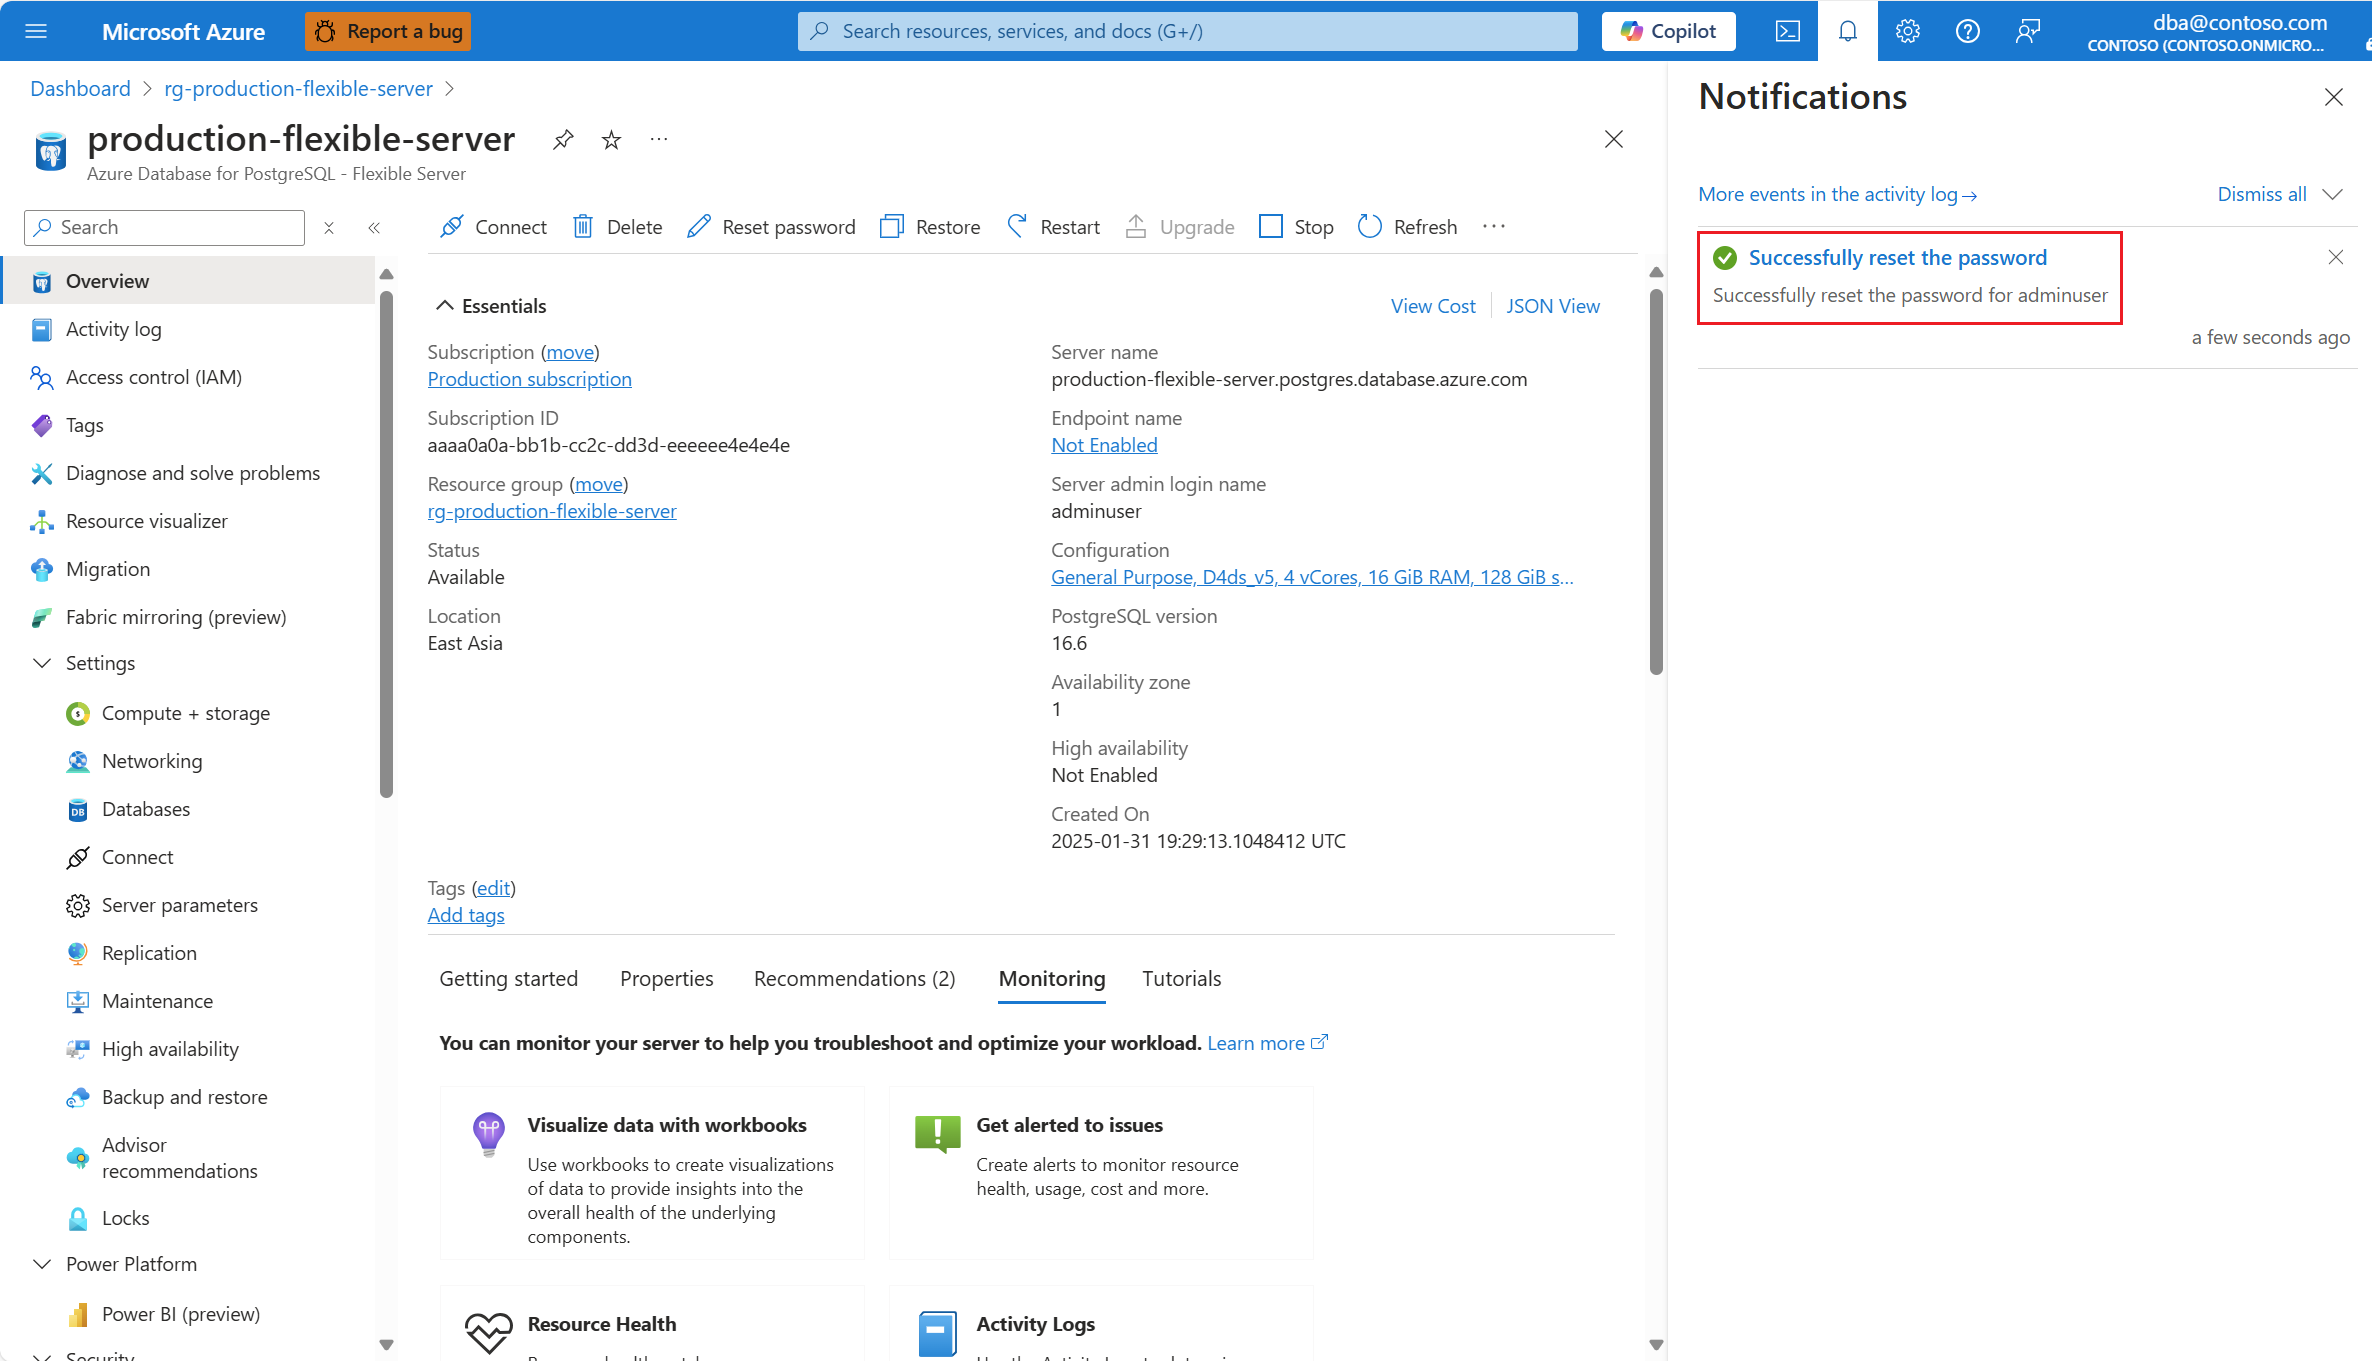 Microsoft Azure
Report a bug
Search resources, services, and docs (G+/)
Copilot
dba@contoso.com
CONTOSO (CONTOSO.ONMICRO...
Dashboard
rg-production-flexible-server
production-flexible-server
Azure Database for PostgreSQL - Flexible Server
Search
Connect
Delete
Reset password
Restore
Restart
Upgrade
Stop
Refresh
Overview
Activity log
Access control (IAM)
Tags
Diagnose and solve problems
Resource visualizer
Migration
Fabric mirroring (preview)
Settings
Compute + storage
Networking
Databases
Connect
Server parameters
Replication
Maintenance
High availability
Backup and restore
Advisor
recommendations
Locks
Power Platform
Power BI (preview)
Security
Essentials
View Cost
JSON View
Subscription (move)
Production subscription
Subscription ID
aaaa0a0a-bb1b-cc2c-dd3d-eeeeee4e4e4e
Resource group (move)
rg-production-flexible-server
Status
Available
Location
East Asia
Server name
production-flexible-server.postgres.database.azure.com
Endpoint name
Not Enabled
Server admin login name
adminuser
Configuration
General Purpose, D4ds_v5, 4 vCores, 16 GiB RAM, 128 GiB s...
PostgreSQL version
16.6
Availability zone
1
High availability
Not Enabled
Created On
2025-01-31 19:29:13.1048412 UTC
Tags (edit)
Add tags
Getting started
Properties
Recommendations (2)
Monitoring
Tutorials
You can monitor your server to help you troubleshoot and optimize your workload. Learn more
Visualize data with workbooks
Use workbooks to create visualizations
of data to provide insights into the
overall health of the underlying
components.
Get alerted to issues
Create alerts to monitor resource
health, usage, cost and more.
Resource Health
Activity Logs
Notifications
More events in the activity log→
Dismiss all
Successfully reset the password
Successfully reset the password for adminuser
a few seconds ago